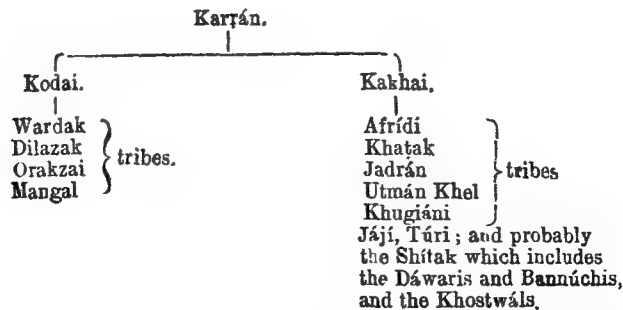 Karṛán.
Kodai.
Kakhai.
Wardak
Dilazak
Orakzai
Mangal
tribes.
Afrídi
Khaṭak
Jadrán
Utmán Khel
Khugiáni
tribes
Jájí, Túri ; and probably
the Shítak which includes
the Dáwaris and Bannúchis,
and the Khostwáls.